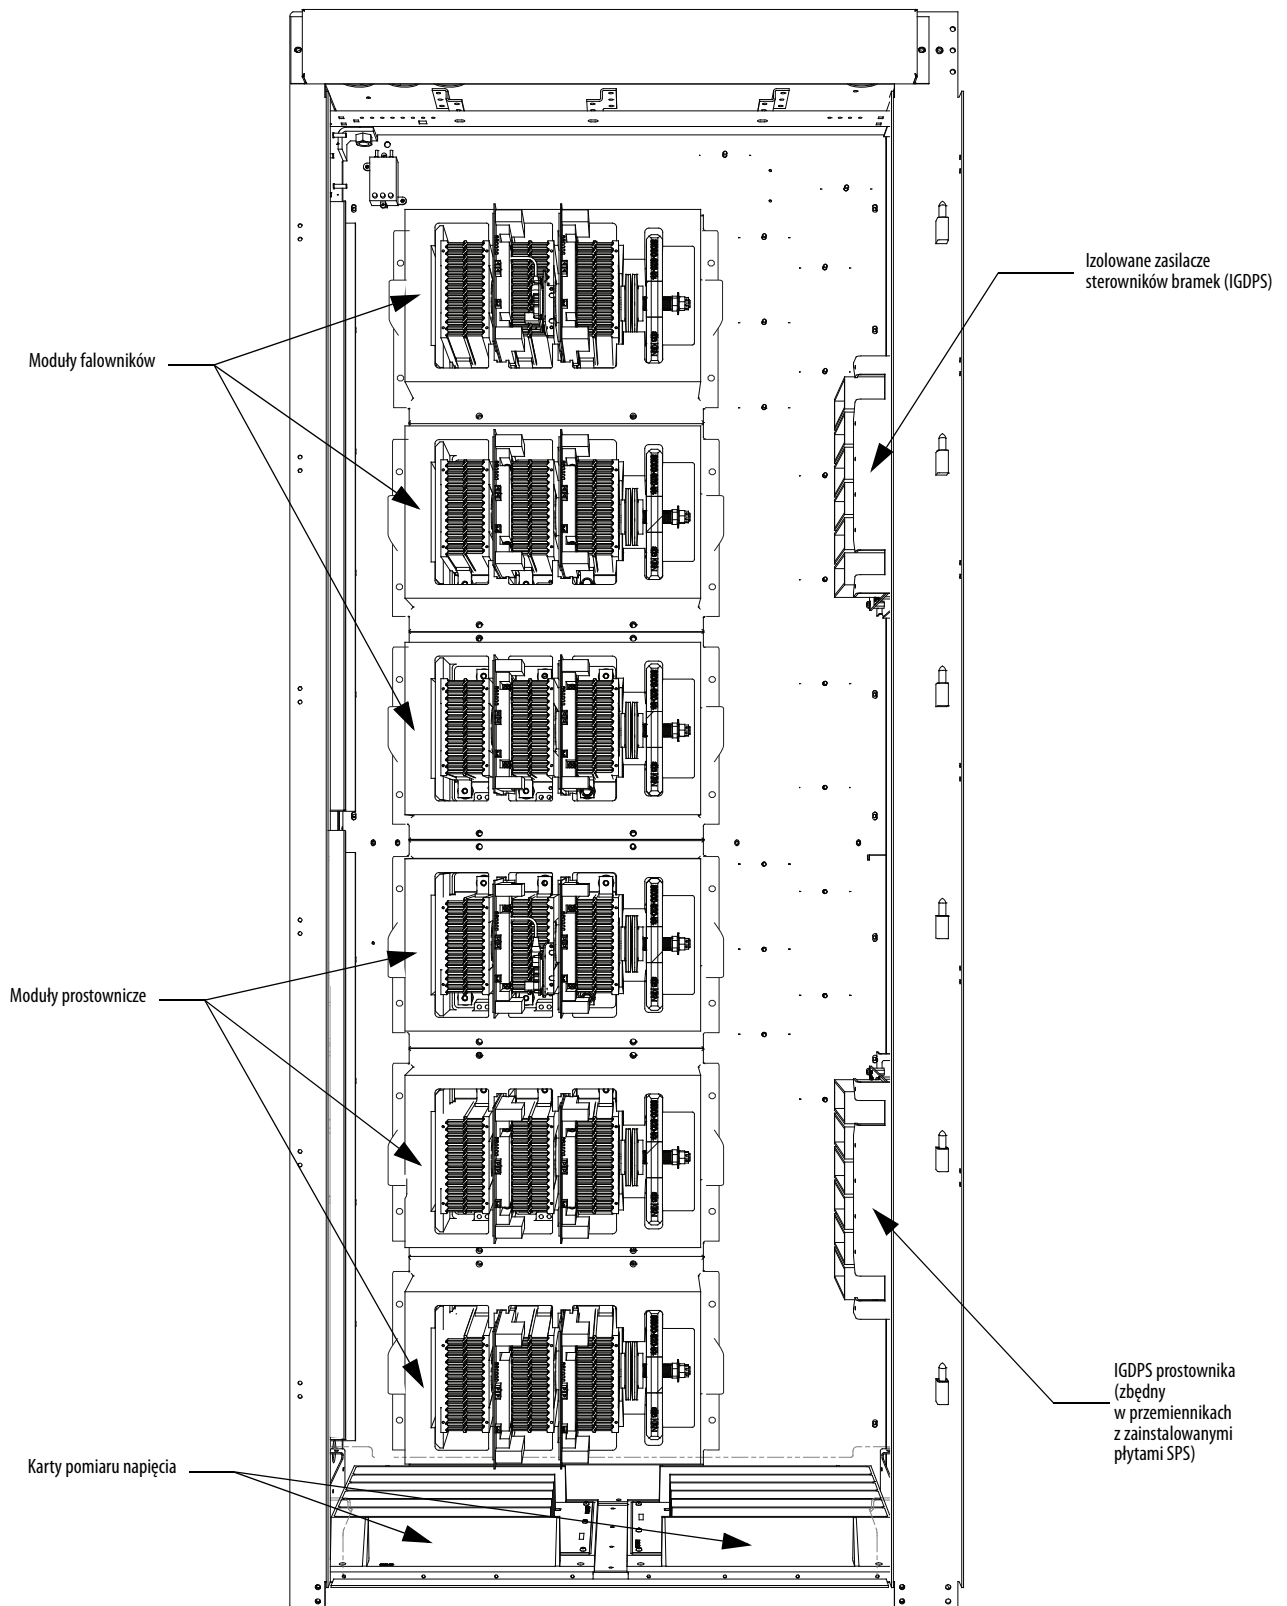 Izolowane zasilacze
sterowników bramek (IGDPS)
Moduły falowników
Moduły prostownicze
IGDPS prostownika
(zbędny
w przemiennikach
z zainstalowanymi
płytami SPS)
Karty pomiaru napięcia